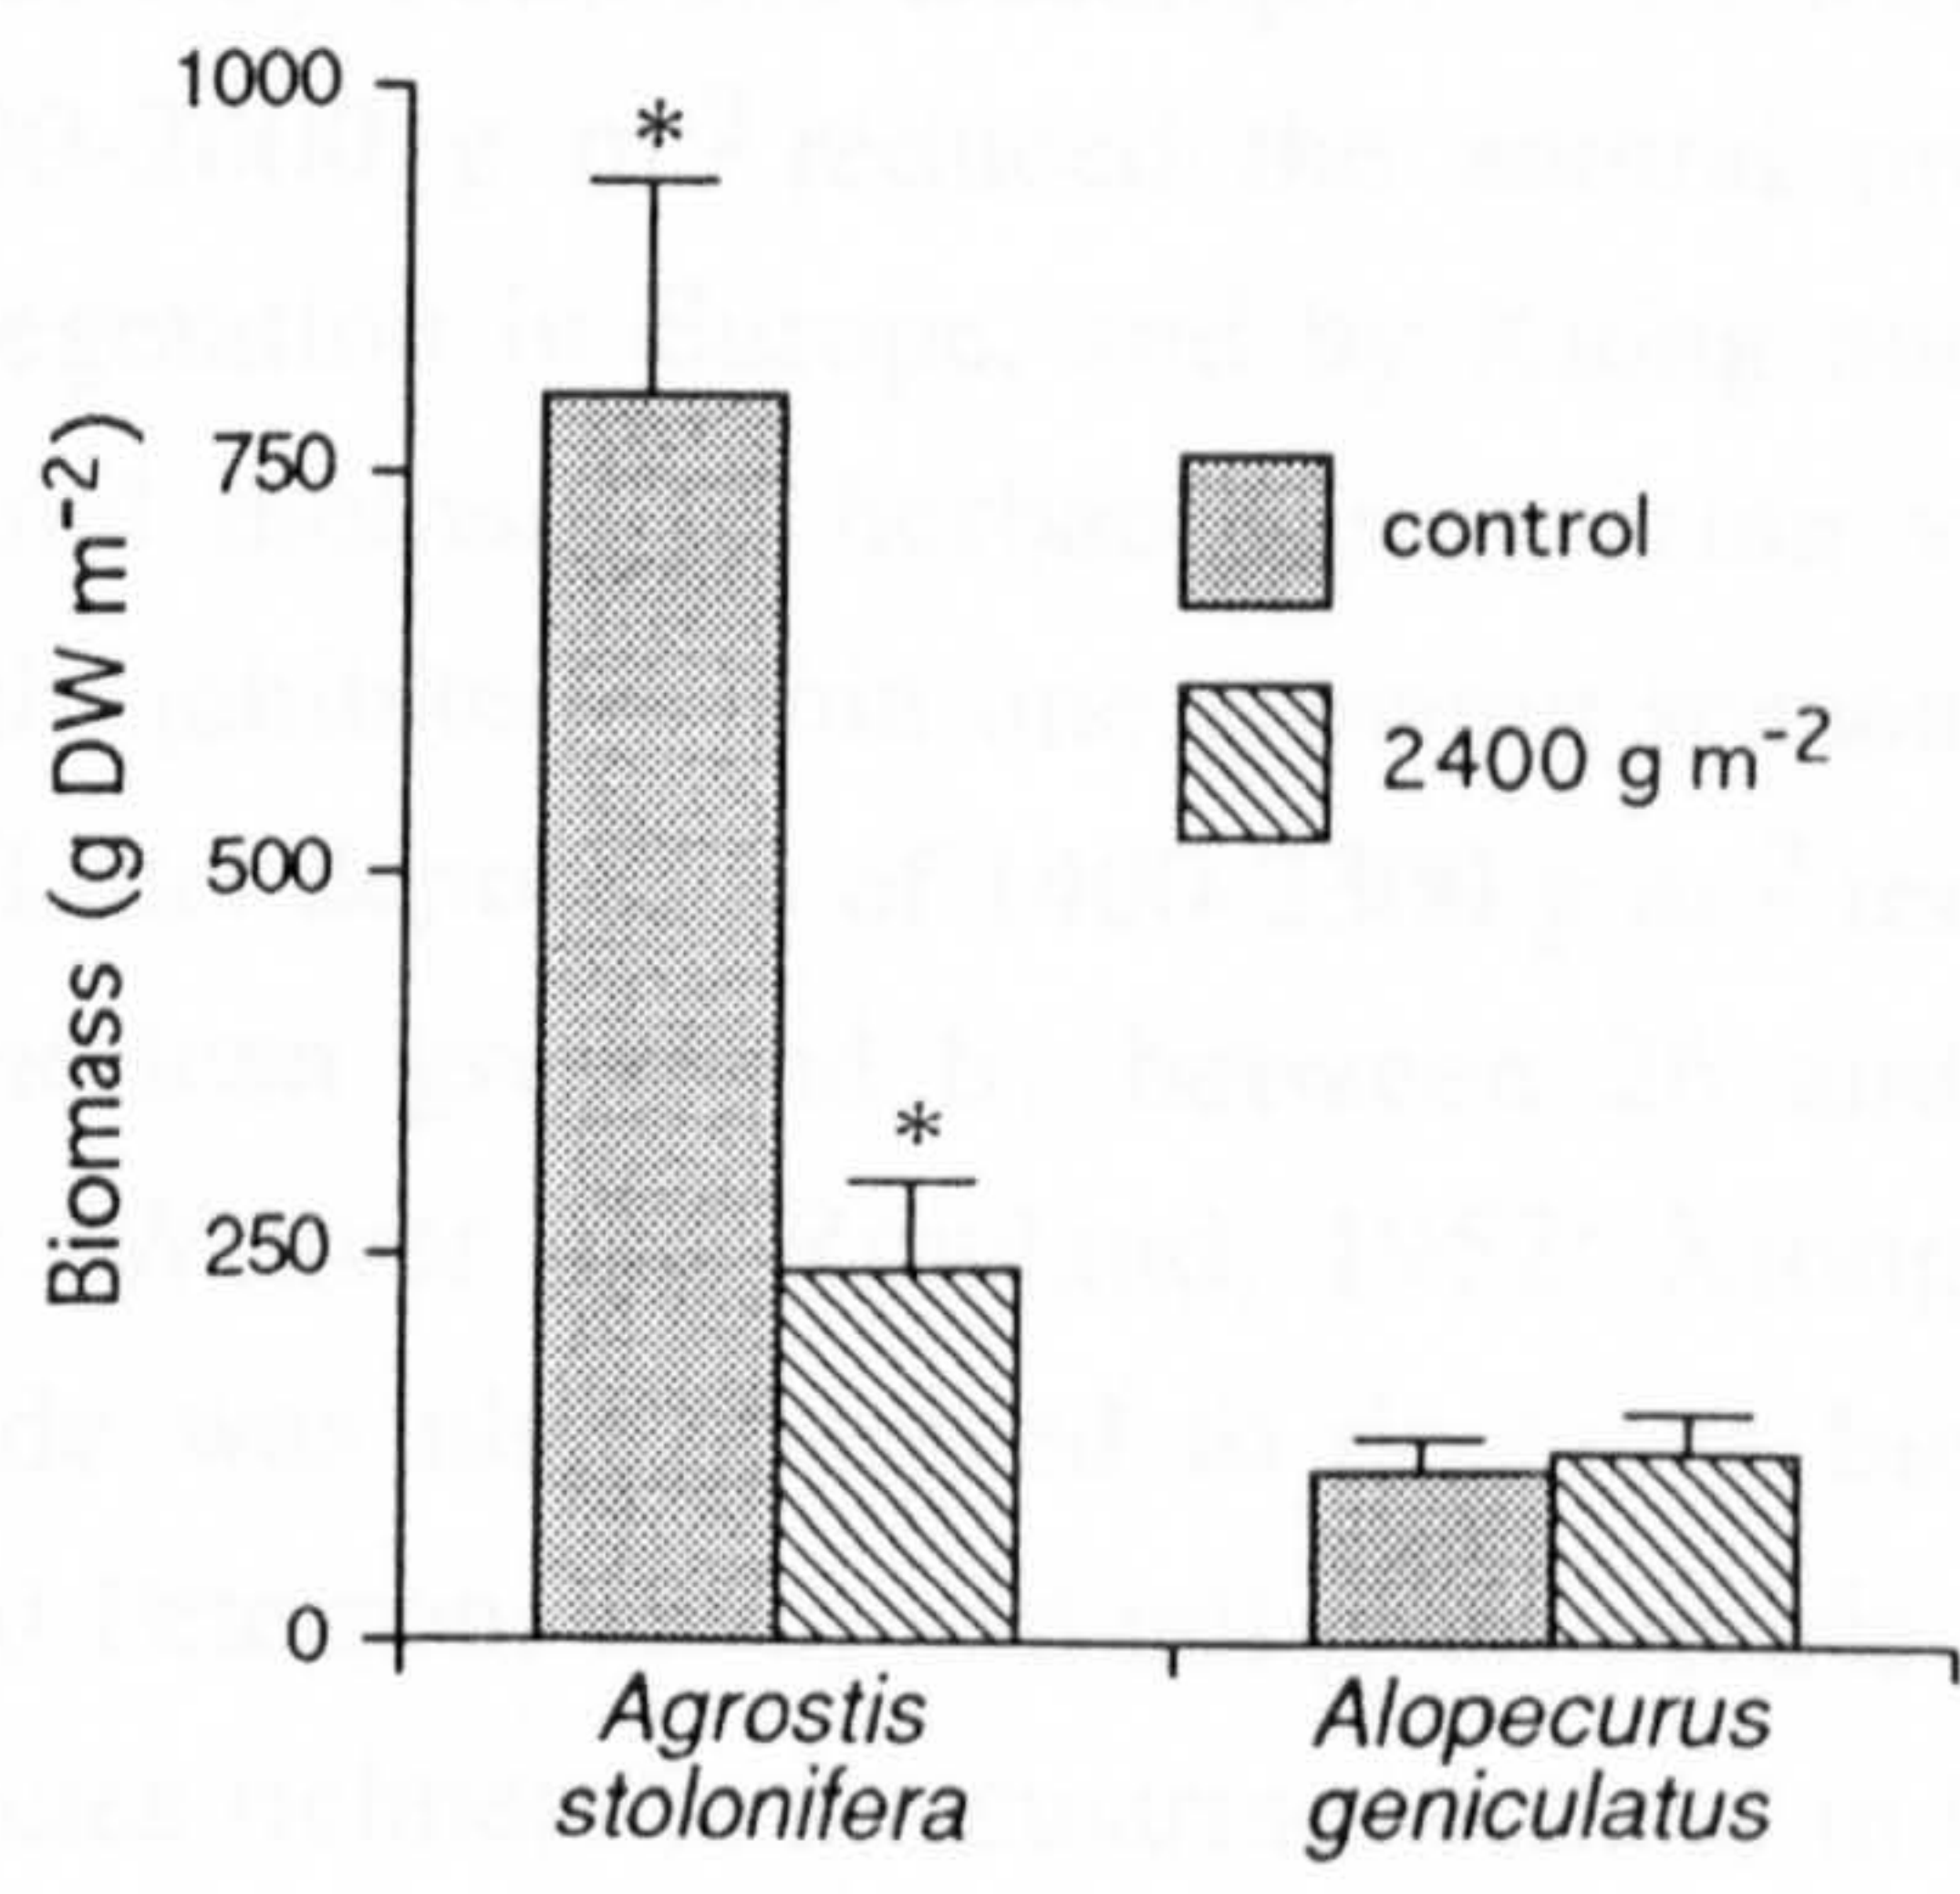 1000
750
500
250
0
Biomass (g DW m⁻²)
*
*
control
2400 g m⁻²
Agrostis
stolonifera
Alopecurus
geniculatus